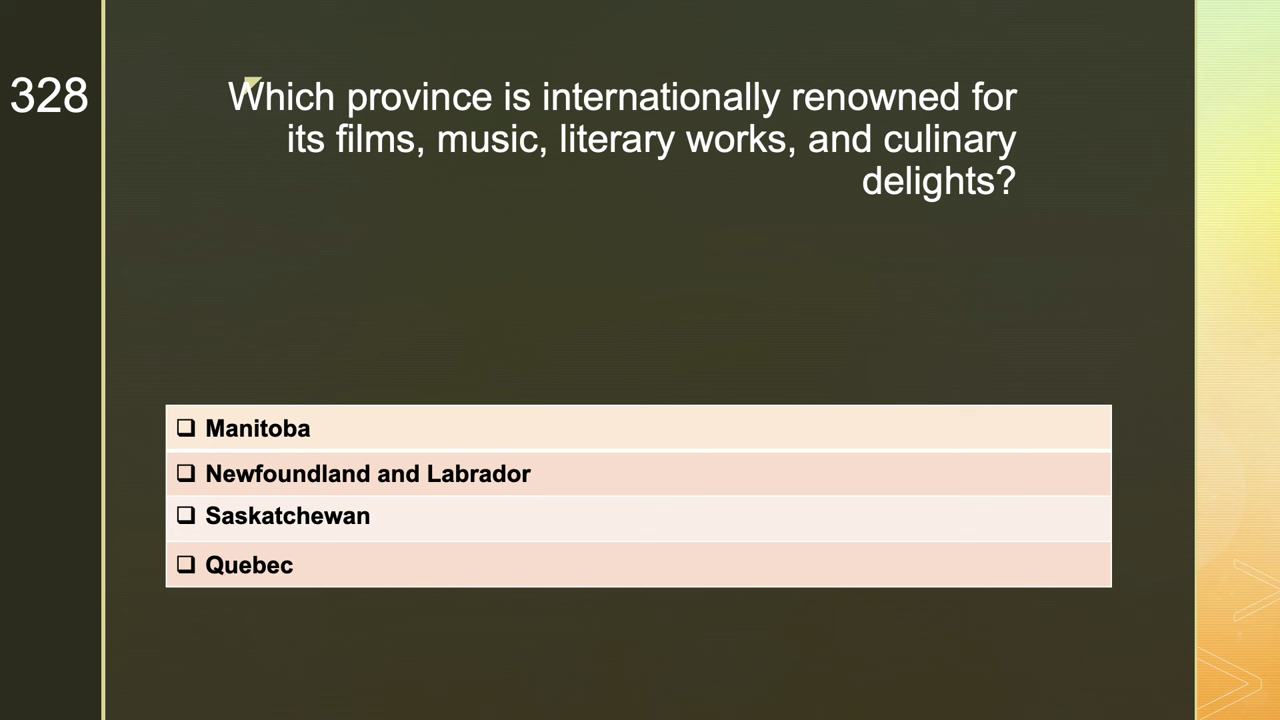 328
Which province is internationally renowned for
its films, music, literary works, and culinary
delights?
❑ Manitoba
❑ Newfoundland and Labrador
❑ Saskatchewan
❑ Quebec